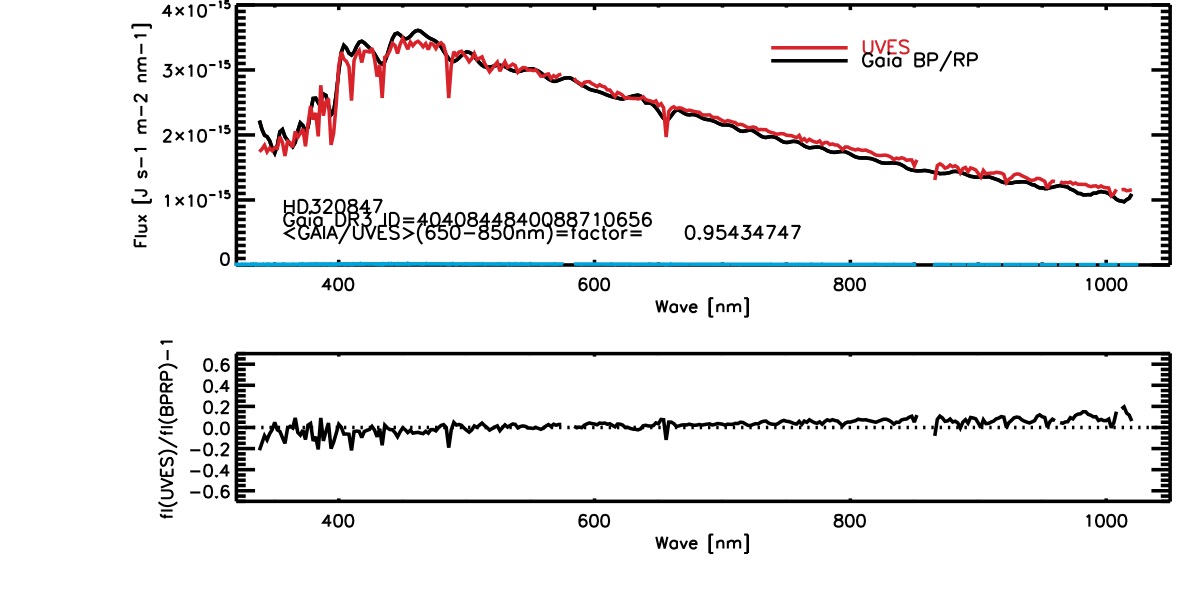 4×10−15
3×10−15
2×10−15
1×10−15
0
Flux [J s−1 m−2 nm−1]
UVES
Gaia BP/RP
HD320847
Gaia DR3 ID=4040844840088710656
<GAIA/UVES>(650−850nm)=factor= 0.95434747
400 600 800 1000
Wave [nm]
fl(UVES)/fl(BPRP)−1
0.6
0.4
0.2
0.0
−0.2
−0.4
−0.6
400 600 800 1000
Wave [nm]